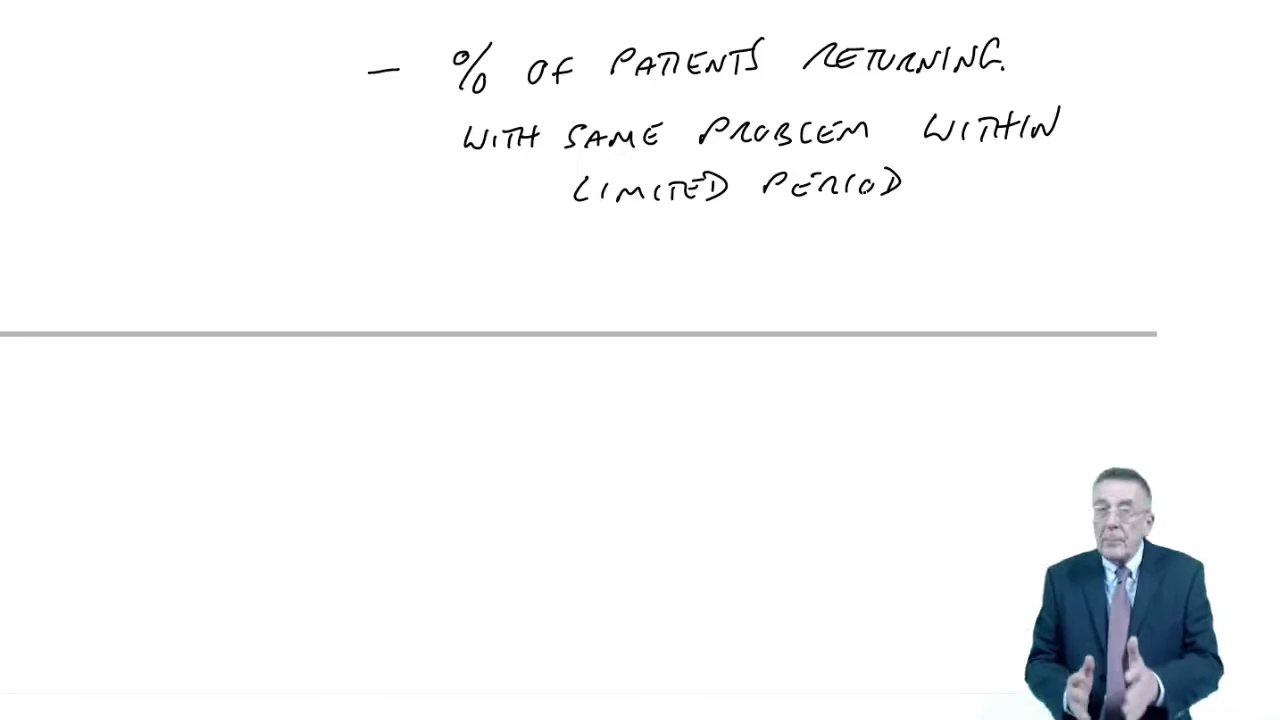 - % OF PATIENTS RETURNING.
WITH SAME PROBLEM WITHIN
LIMITED PERIOD